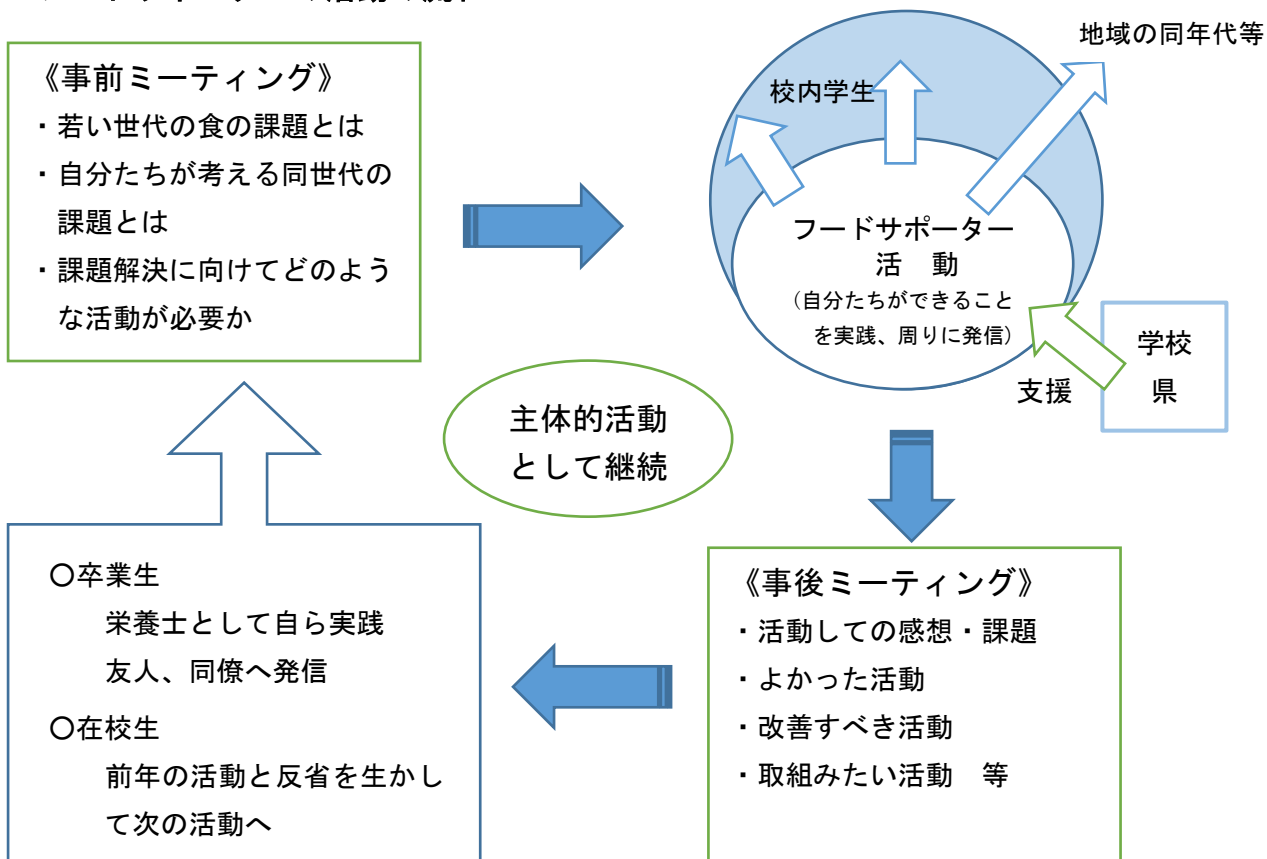 《事前ミーティング》
・若い世代の食の課題とは
・自分たちが考える同世代の
課題とは
・課題解決に向けてどのよう
な活動が必要か
地域の同年代等
校内学生
フードサポーター
活　動
（自分たちができること
を実践、周りに発信）
学校
県
支援
主体的活動
として継続
《事後ミーティング》
・活動しての感想・課題
・よかった活動
・改善すべき活動
・取組みたい活動　等
〇卒業生
栄養士として自ら実践
友人、同僚へ発信
〇在校生
前年の活動と反省を生かし
て次の活動へ